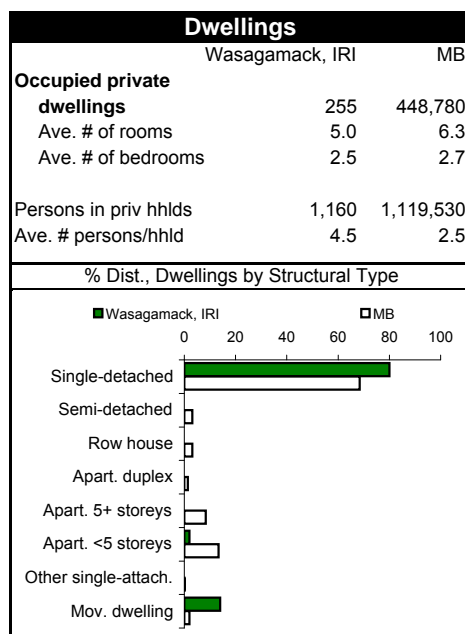 Dwellings
Wasagamack, IRI MB
Occupied private
dwellings 255 448,780
Ave. # of rooms 5.0 6.3
Ave. # of bedrooms 2.5 2.7
Persons in priv hhlds 1,160 1,119,530
Ave. # persons/hhld 4.5 2.5
% Dist., Dwellings by Structural Type
Wasagamack, IRI MB
0 20 40 60 80 100
Single-detached
Semi-detached
Row house
Apart. duplex
Apart. 5+ storeys
Apart. <5 storeys
Other single-attach.
Mov. dwelling